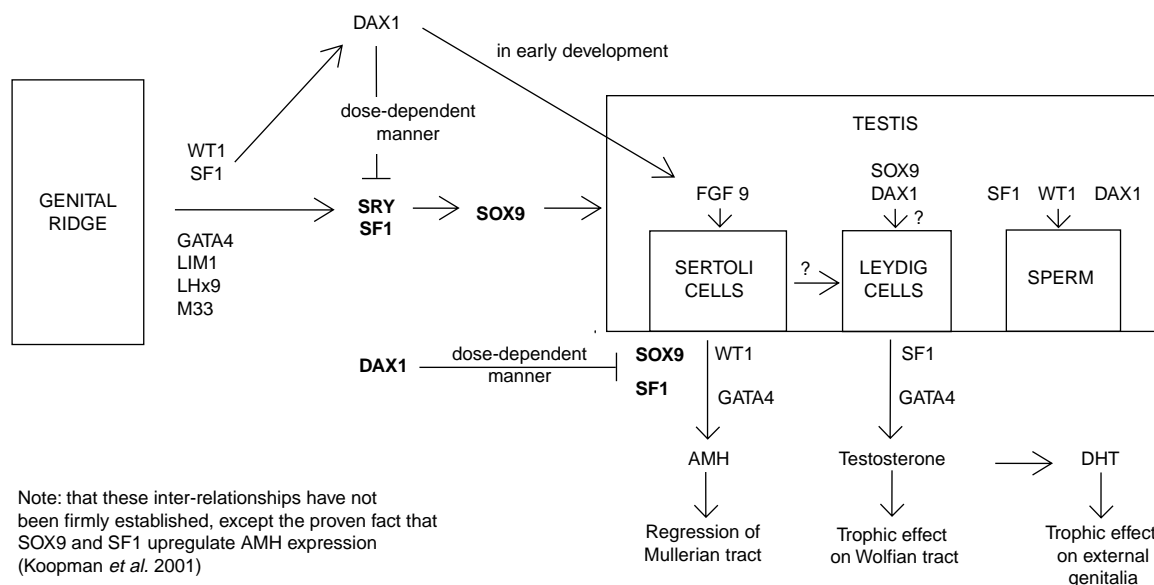 DAX1
in early development
dose-dependent
manner
TESTIS
WT1
SF1
GENITAL
RIDGE
SRY
SF1
SOX9
GATA4
LIM1
LHx9
M33
FGF 9
SOX9
DAX1
?
SF1 WT1 DAX1
SERTOLI
CELLS
?
LEYDIG
CELLS
SPERM
DAX1
dose-dependent
manner
SOX9
SF1
WT1
GATA4
SF1
GATA4
AMH
Testosterone
DHT
Regression of
Mullerian tract
Trophic effect
on Wolfian tract
Trophic effect
on external
genitalia
Note: that these inter-relationships have not
been firmly established, except the proven fact that
SOX9 and SF1 upregulate AMH expression
(Koopman et al. 2001)